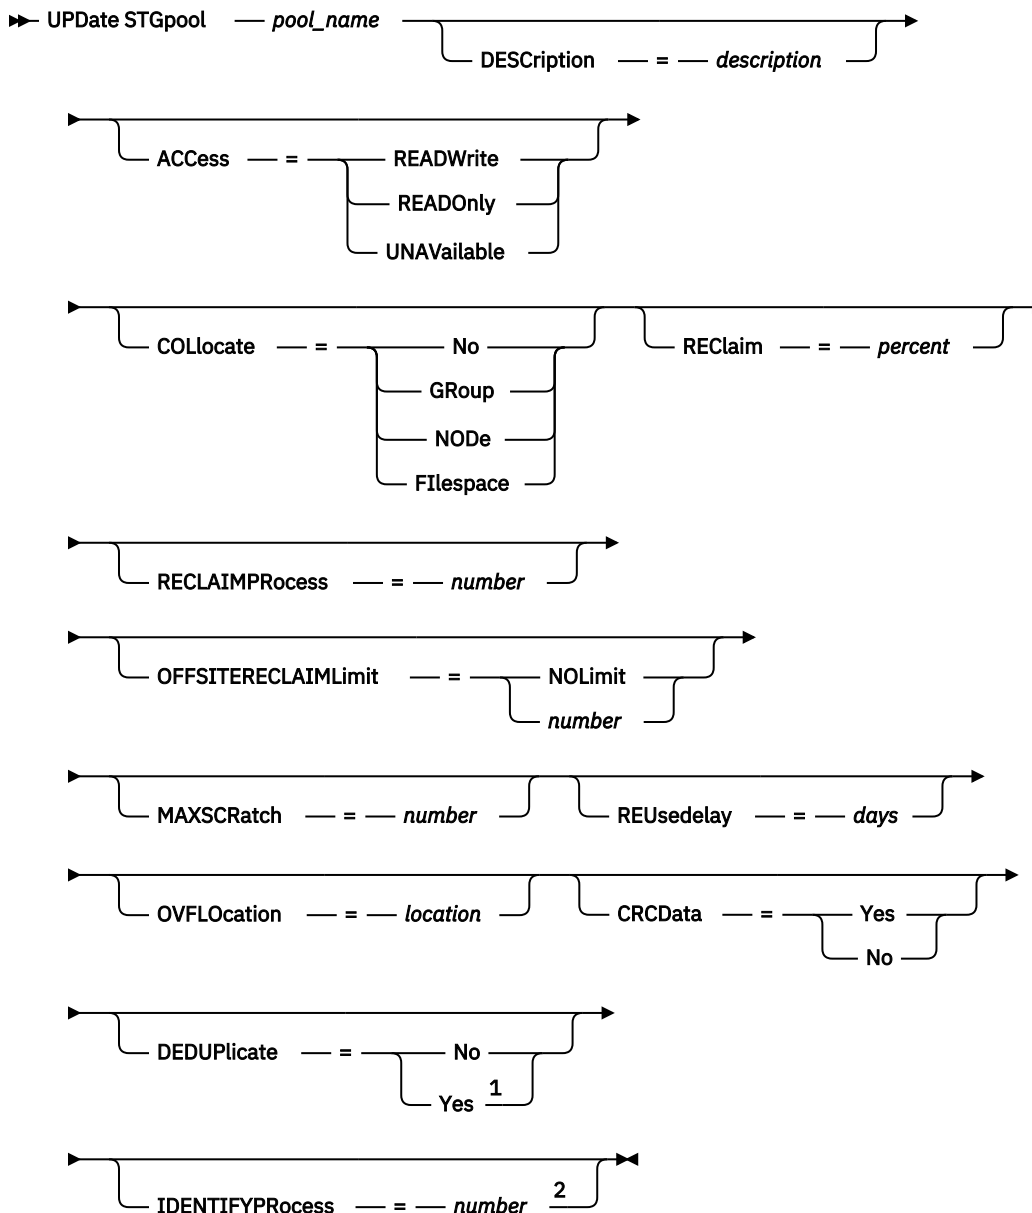 UPDate STGpool — pool_name
DESCription — = — description
ACCess — = — READWrite
READOnly
UNAVailable
COLlocate — = — No
GRoup
NODe
FIlespace
REClaim — = — percent
RECLAIMPRocess — = — number
OFFSITERECLAIMLimit — = — NOLimit
number
MAXSCRatch — = — number
REUsedelay — = — days
OVFLOcation — = — location
CRCData — = — Yes
No
DEDUPlicate — = — No
Yes 1
IDENTIFYPRocess — = — number 2